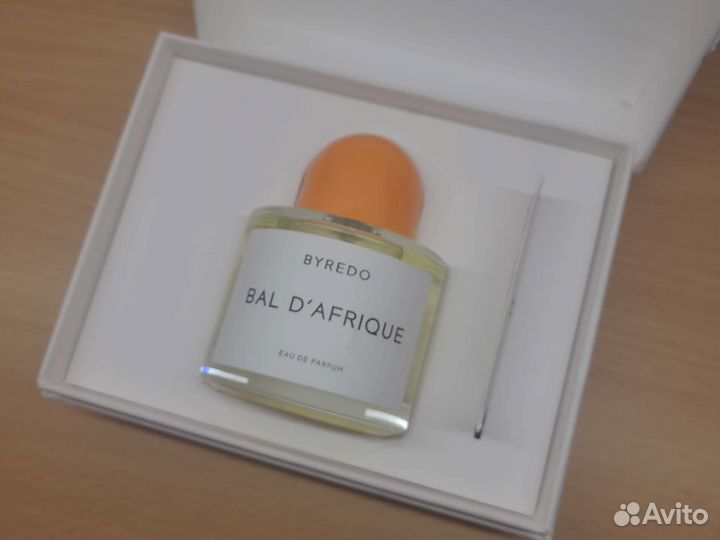 BYREDO
BAL D'AFRIQUE
EAU DE PARFUM
Avito